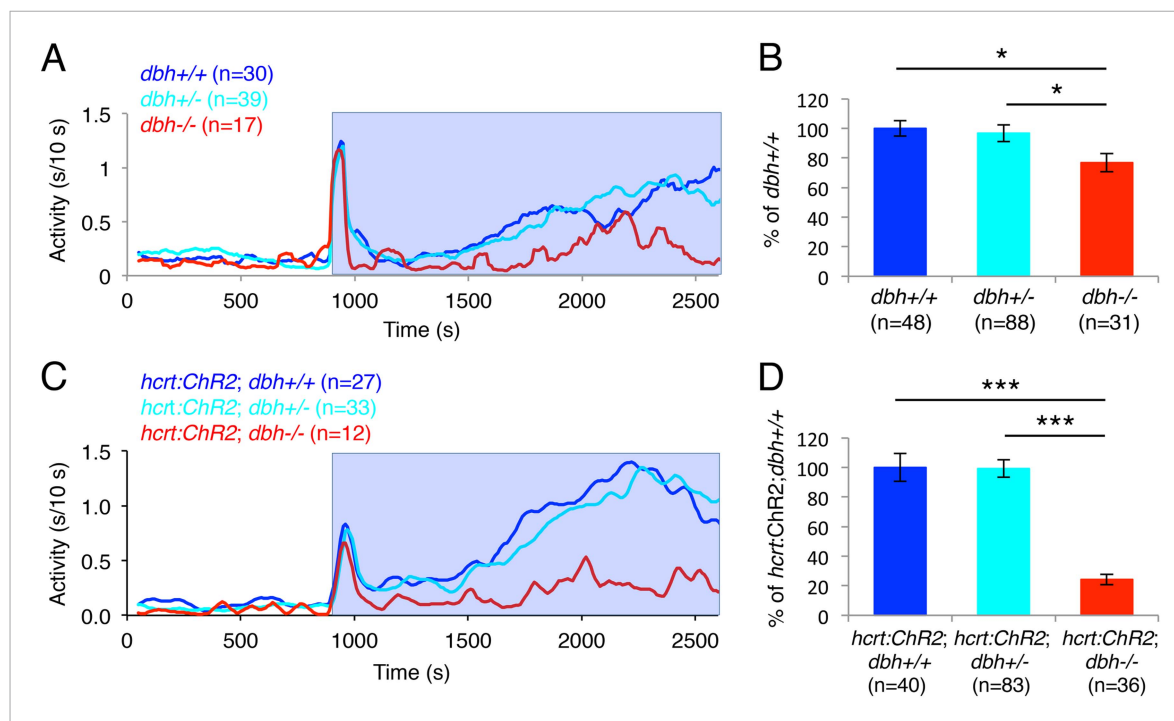 A
dbh+/+ (n=30)
dbh+/- (n=39)
dbh-/- (n=17)
Activity (s/10 s)
1.5
1
0.5
0
0
500
1000
1500
2000
2500
Time (s)
B
*
*
% of dbh+/+
120
100
80
60
40
20
0
dbh+/+
dbh+/-
dbh-/-
(n=48)
(n=88)
(n=31)
C
hcrt:ChR2; dbh+/+ (n=27)
hcrt:ChR2; dbh+/- (n=33)
hcrt:ChR2; dbh-/- (n=12)
Activity (s/10 s)
1.5
1.0
0.5
0.0
0
500
1000
1500
2000
2500
Time (s)
D
***
***
% of hcrt:ChR2;dbh+/+
120
100
80
60
40
20
0
hcrt:ChR2; hcrt:ChR2; hcrt:ChR2;
dbh+/+ dbh+/- dbh-/-
(n=40) (n=83) (n=36)